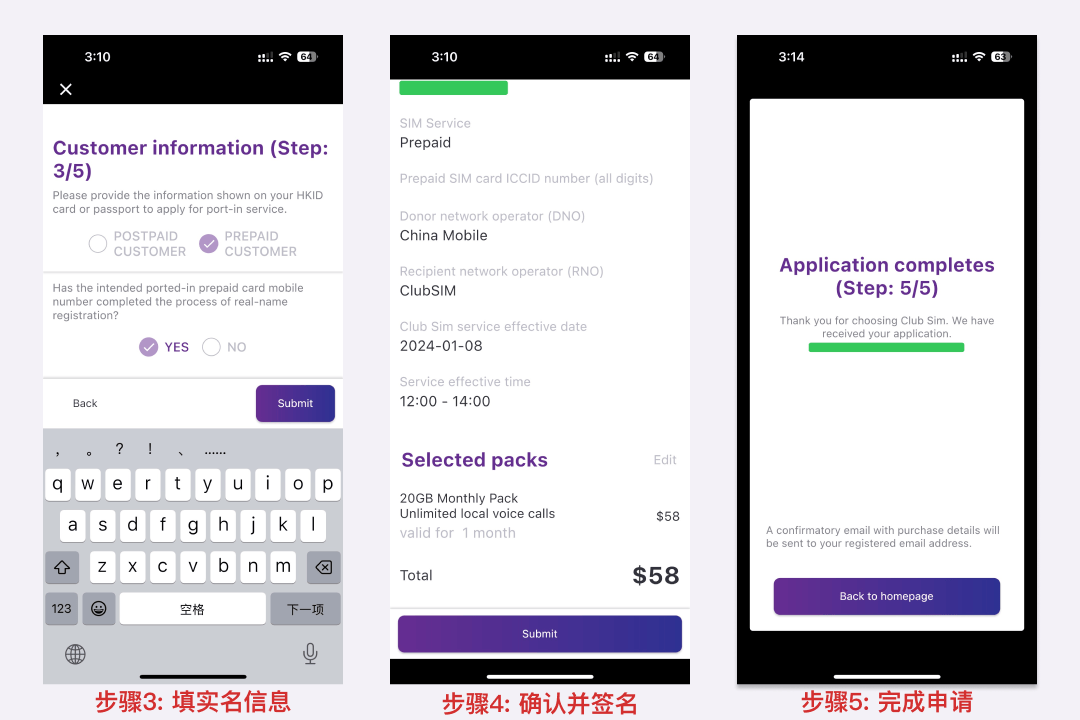 3:10
64
Customer information (Step:
3/5)
Please provide the information shown on your HKID
card or passport to apply for port-in service.
POSTPAID
CUSTOMER
PREPAID
CUSTOMER
Has the intended ported-in prepaid card mobile
number completed the process of real-name
registration?
YES
NO
Back
Submit
, 。 ? ! 、 ......
q w e r t y u i o p
a s d f g h j k l
z x c v b n m
123
空格
下一项
步骤3: 填实名信息
3:10
64
SIM Service
Prepaid
Prepaid SIM card ICCID number (all digits)
Donor network operator (DNO)
China Mobile
Recipient network operator (RNO)
ClubSIM
Club Sim service effective date
2024-01-08
Service effective time
12:00 - 14:00
Selected packs
Edit
20GB Monthly Pack
Unlimited local voice calls
$58
valid for 1 month
Total
$58
Submit
步骤4: 确认并签名
3:14
63
Application completes
(Step: 5/5)
Thank you for choosing Club Sim. We have
received your application.
A confirmatory email with purchase details will
be sent to your registered email address.
Back to homepage
步骤5: 完成申请